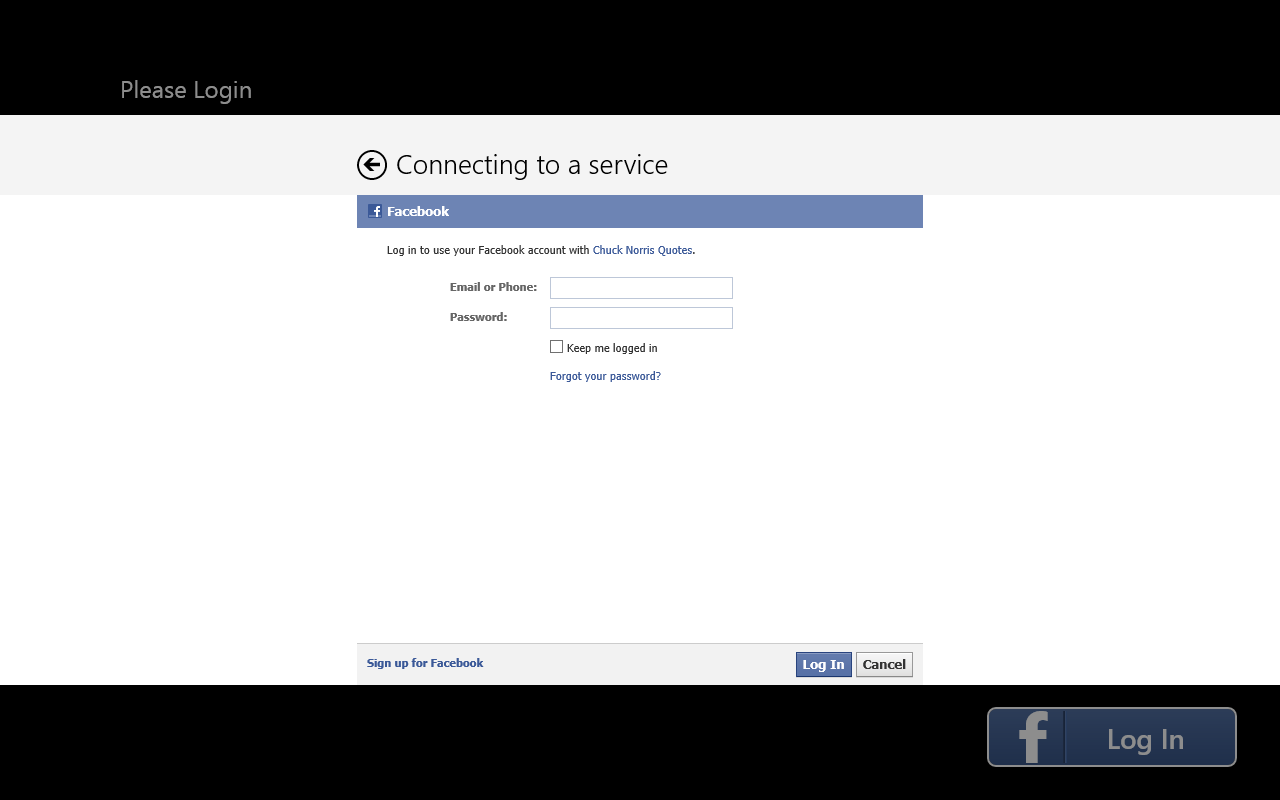 Please Login
Connecting to a service
Facebook
Log in to use your Facebook account with Chuck Norris Quotes.
Email or Phone:
Password:
Keep me logged in
Forgot your password?
Sign up for Facebook
Log In Cancel
f Log In